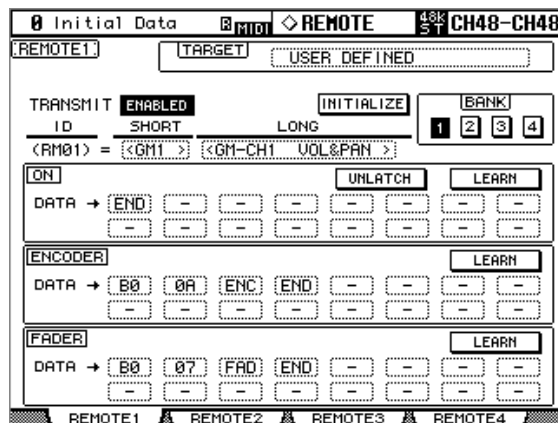 0 Initial Data B MIDI ◇REMOTE 48K ST CH48-CH48
REMOTE1 TARGET USER DEFINED
TRANSMIT ENABLED INITIALIZE BANK
ID SHORT LONG 1 2 3 4
(RM01) = <GM1 > <GM-CH1 VOL&PAN >
ON UNLATCH LEARN
DATA → END - - - - - - -
- - - - - - - -
ENCODER LEARN
DATA → B0 0A ENC END - - - -
- - - - - - - -
FADER LEARN
DATA → B0 07 FAD END - - - -
- - - - - - - -
REMOTE1 REMOTE2 REMOTE3 REMOTE4